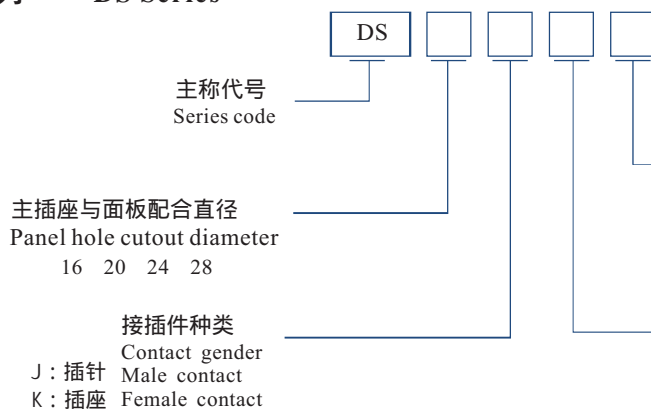 DS Series
DS
主称代号
Series code
主插座与面板配合直径
Panel hole cutout diameter
16 20 24 28
接插件种类
Contact gender
J：插针 Male contact
K：插座 Female contact